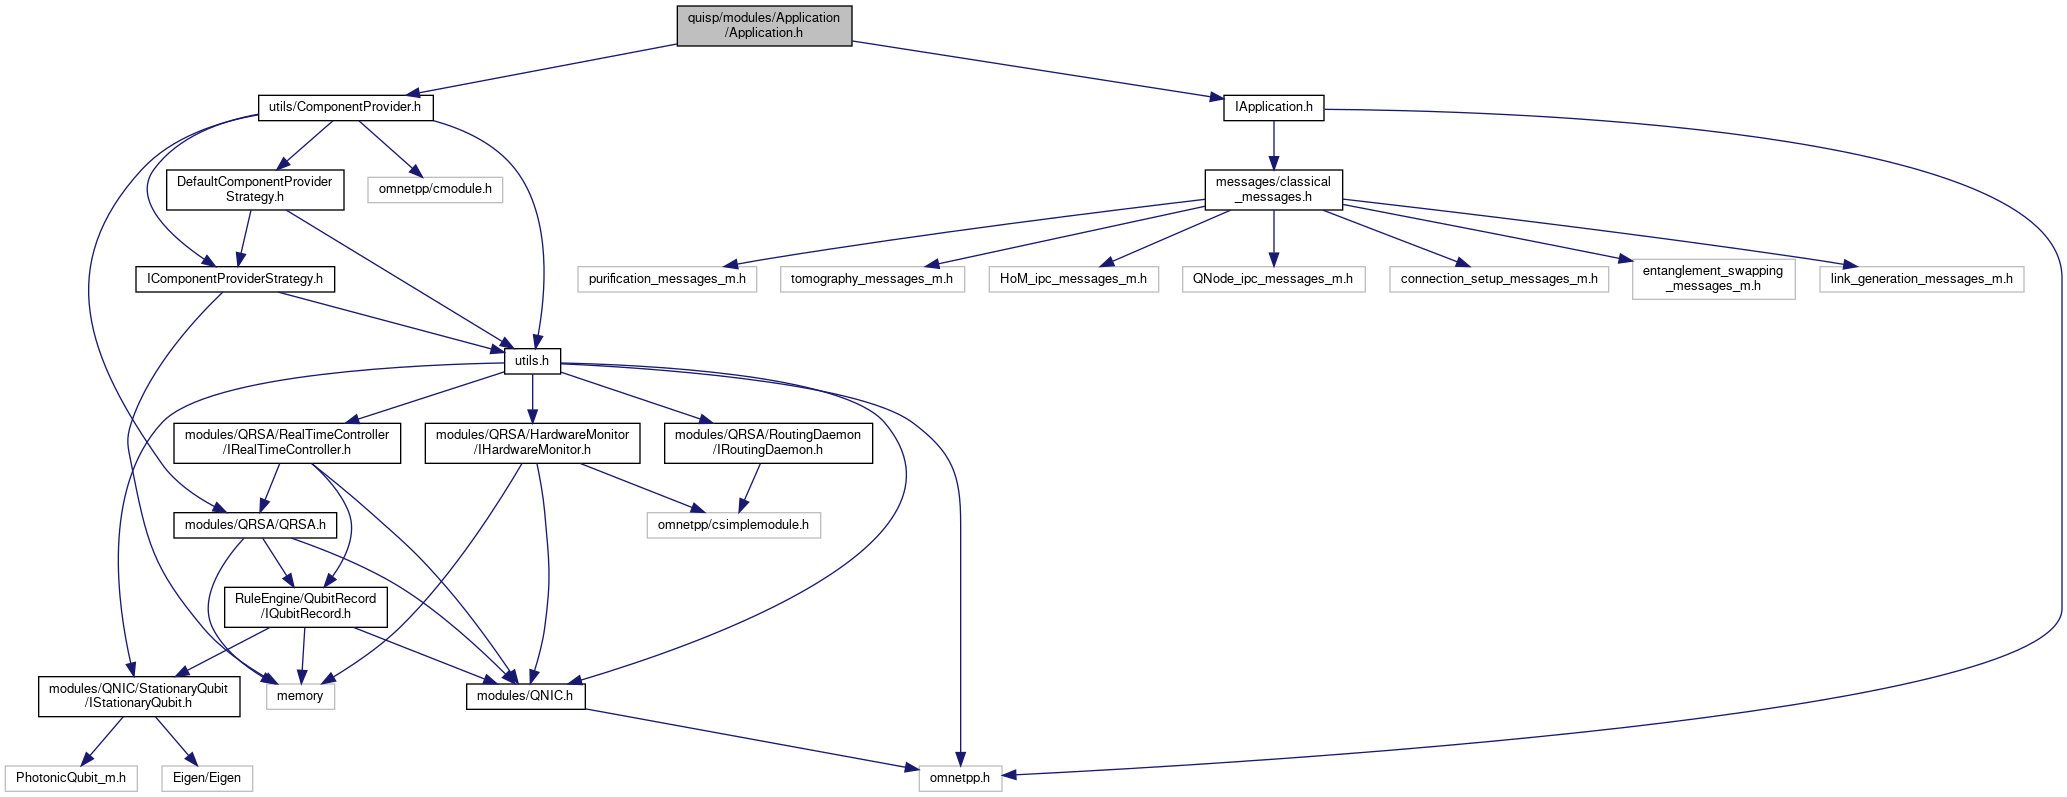 quisp/modules/Application
/Application.h
utils/ComponentProvider.h
IApplication.h
DefaultComponentProvider
Strategy.h
omnetpp/cmodule.h
messages/classical
_messages.h
IComponentProviderStrategy.h
purification_messages_m.h
tomography_messages_m.h
HoM_ipc_messages_m.h
QNode_ipc_messages_m.h
connection_setup_messages_m.h
entanglement_swapping
_messages_m.h
link_generation_messages_m.h
utils.h
modules/QRSA/RealTimeController
/IRealTimeController.h
modules/QRSA/HardwareMonitor
/IHardwareMonitor.h
modules/QRSA/RoutingDaemon
/IRoutingDaemon.h
modules/QRSA/QRSA.h
omnetpp/csimplemodule.h
RuleEngine/QubitRecord
/IQubitRecord.h
modules/QNIC/StationaryQubit
/IStationaryQubit.h
memory
modules/QNIC.h
PhotonicQubit_m.h
Eigen/Eigen
omnetpp.h